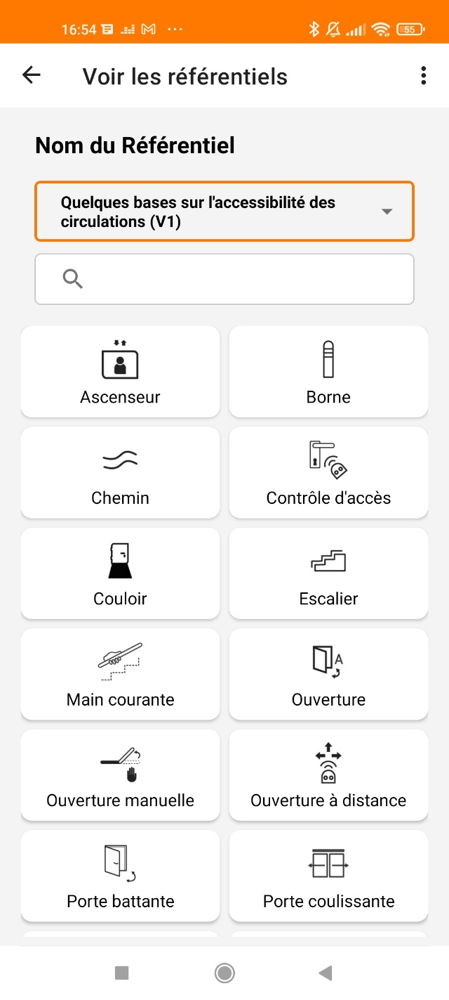 16:54
55
Voir les référentiels
Nom du Référentiel
Quelques bases sur l'accessibilité des
circulations (V1)
Ascenseur
Borne
Chemin
Contrôle d'accès
Couloir
Escalier
Main courante
A
Ouverture
Ouverture manuelle
Ouverture à distance
Porte battante
Porte coulissante